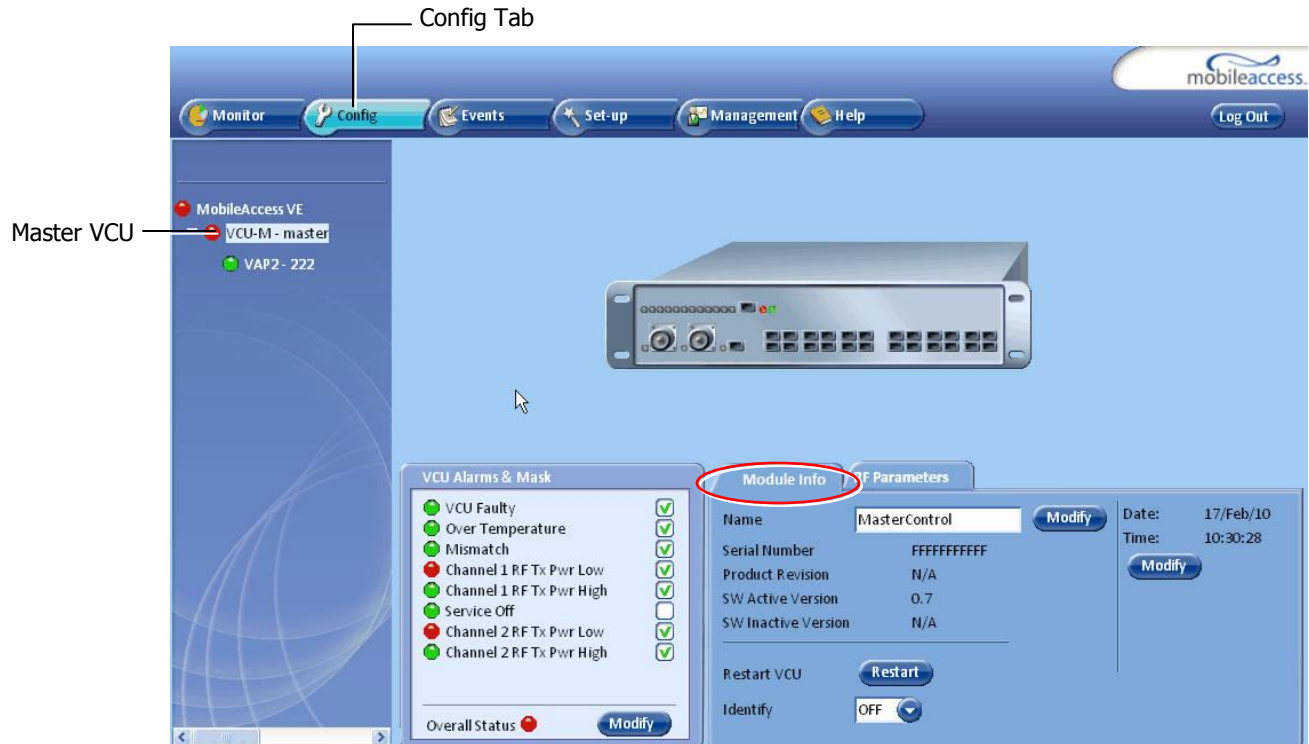 Config Tab
mobileaccess.
Monitor
Config
Events
Set-up
Management
Help
Log Out
MobileAccess VE
Master VCU
VCU-M - master
VAP2 - 222
VCU Alarms & Mask
VCU Faulty
Over Temperature
Mismatch
Channel 1 RF Tx Pwr Low
Channel 1 RF Tx Pwr High
Service Off
Channel 2 RF Tx Pwr Low
Channel 2 RF Tx Pwr High
Overall Status
Modify
Module Info
RF Parameters
Name MasterControl Modify
Serial Number FFFFFFFFFFF
Product Revision N/A
SW Active Version 0.7
SW Inactive Version N/A
Restart VCU Restart
Identify OFF
Date: 17/Feb/10
Time: 10:30:28
Modify